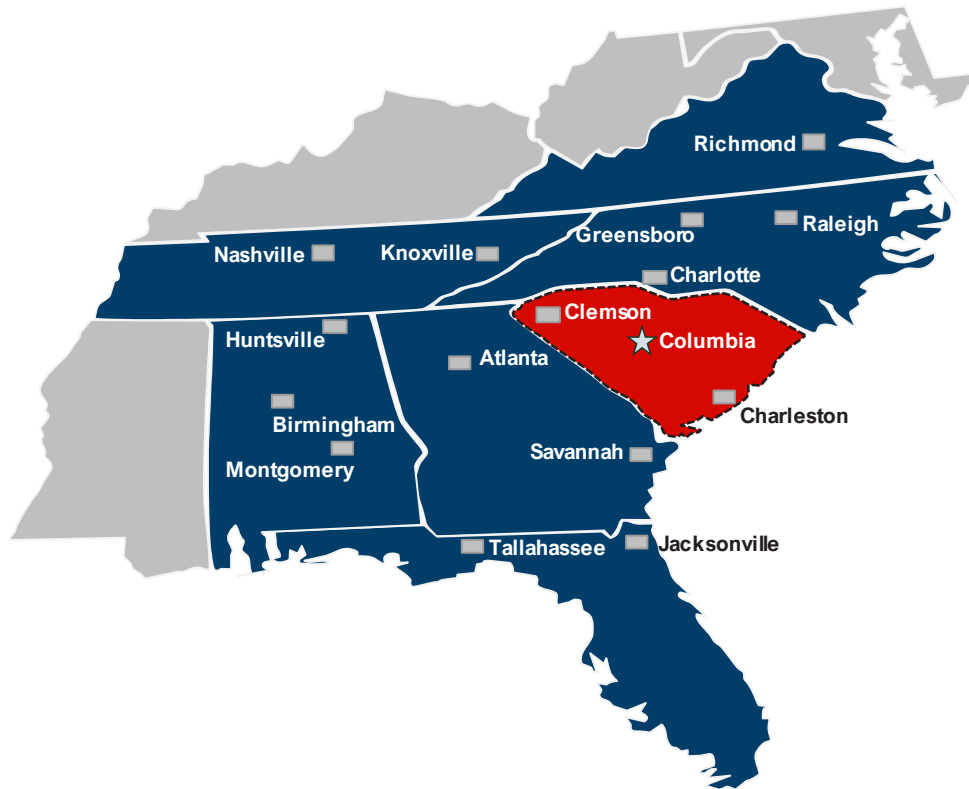 Richmond
Raleigh
Greensboro
Nashville
Knoxville
Charlotte
Clemson
Huntsville
Columbia
Atlanta
Charleston
Birmingham
Savannah
Montgomery
Jacksonville
Tallahassee